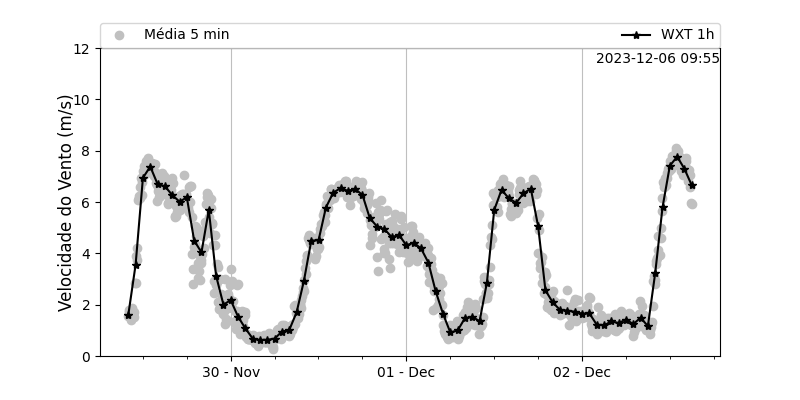 Média 5 min
WXT 1h
2023-12-06 09:55
Velocidade do Vento (m/s)
12
10
8
6
4
2
0
30 - Nov
01 - Dec
02 - Dec